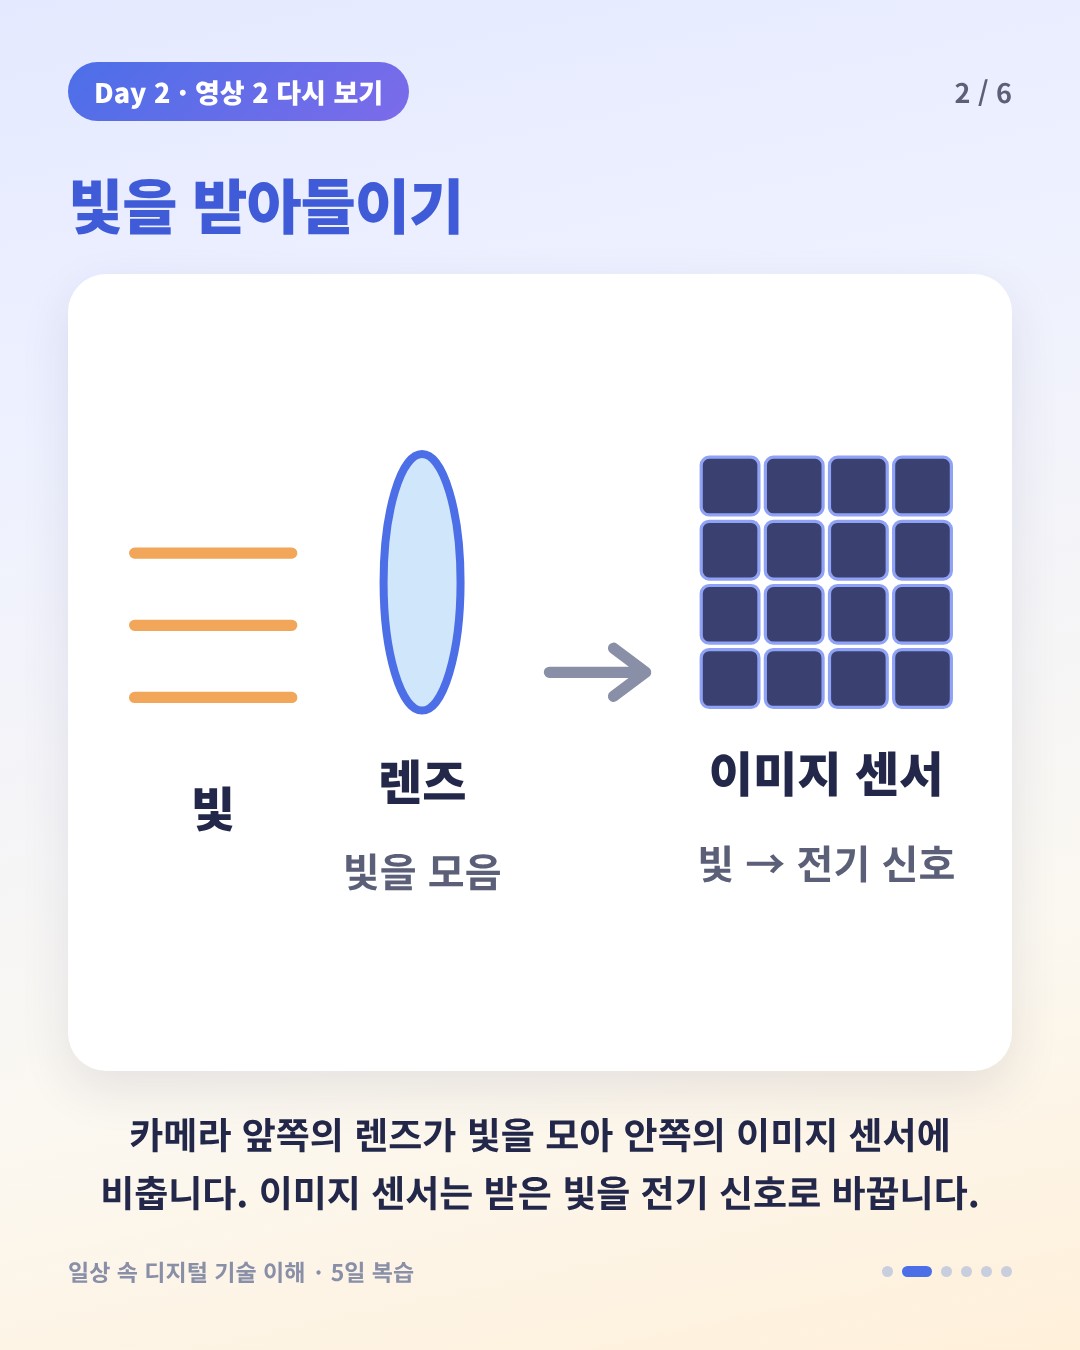 Day 2 · 영상 2 다시 보기
2 / 6
빛을 받아들이기
빛
렌즈
빛을 모음
이미지 센서
빛 → 전기 신호
카메라 앞쪽의 렌즈가 빛을 모아 안쪽의 이미지 센서에
비춥니다. 이미지 센서는 받은 빛을 전기 신호로 바꿉니다.
일상 속 디지털 기술 이해 · 5일 복습